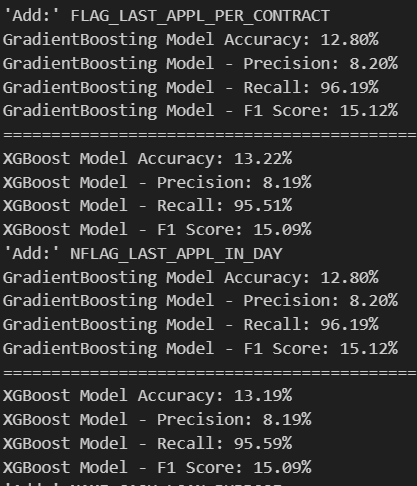 'Add:' FLAG_LAST_APPL_PER_CONTRACT
GradientBoosting Model Accuracy: 12.80%
GradientBoosting Model - Precision: 8.20%
GradientBoosting Model - Recall: 96.19%
GradientBoosting Model - F1 Score: 15.12%
===========================================
XGBoost Model Accuracy: 13.22%
XGBoost Model - Precision: 8.19%
XGBoost Model - Recall: 95.51%
XGBoost Model - F1 Score: 15.09%
'Add:' NFLAG_LAST_APPL_IN_DAY
GradientBoosting Model Accuracy: 12.80%
GradientBoosting Model - Precision: 8.20%
GradientBoosting Model - Recall: 96.19%
GradientBoosting Model - F1 Score: 15.12%
===========================================
XGBoost Model Accuracy: 13.19%
XGBoost Model - Precision: 8.19%
XGBoost Model - Recall: 95.59%
XGBoost Model - F1 Score: 15.09%